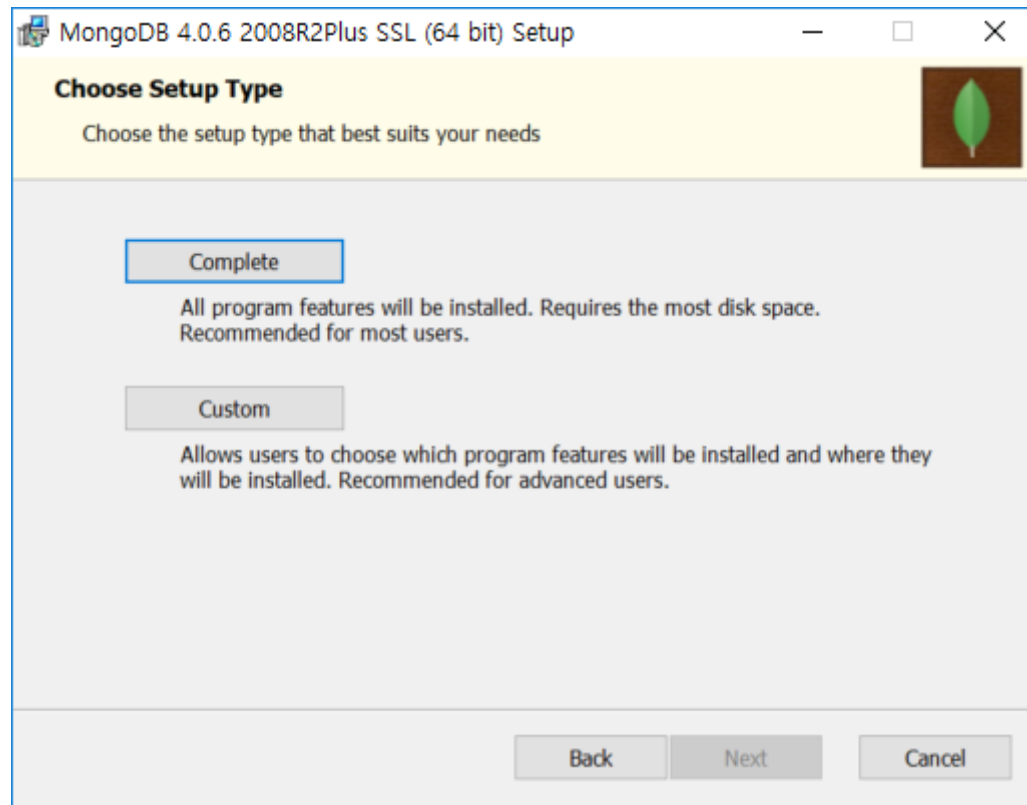 MongoDB 4.0.6 2008R2Plus SSL (64 bit) Setup
Choose Setup Type
Choose the setup type that best suits your needs
Complete
All program features will be installed. Requires the most disk space.
Recommended for most users.
Custom
Allows users to choose which program features will be installed and where they
will be installed. Recommended for advanced users.
Back
Next
Cancel